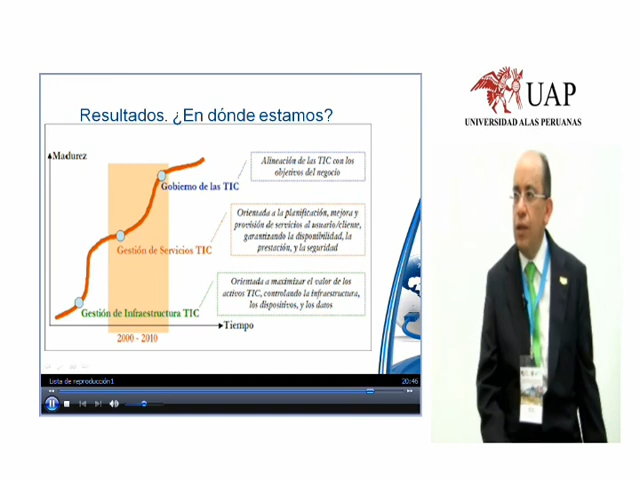 Resultados. ¿En dónde estamos?
Madurez
Alineación de las TIC con los
objetivos del negocio
Gobierno de las TIC
Orientada a la planificación, mejora y
provisión de servicios al usuario/cliente,
garantizando la disponibilidad, la
prestación, y la seguridad
Gestión de Servicios TIC
Orientada a maximizar el valor de los
activos TIC, controlando la infraestructura,
los dispositivos, y los datos
Gestión de Infraestructura TIC
Tiempo
2000 - 2010
Lista de reproducción1
20:46
UAP
UNIVERSIDAD ALAS PERUANAS